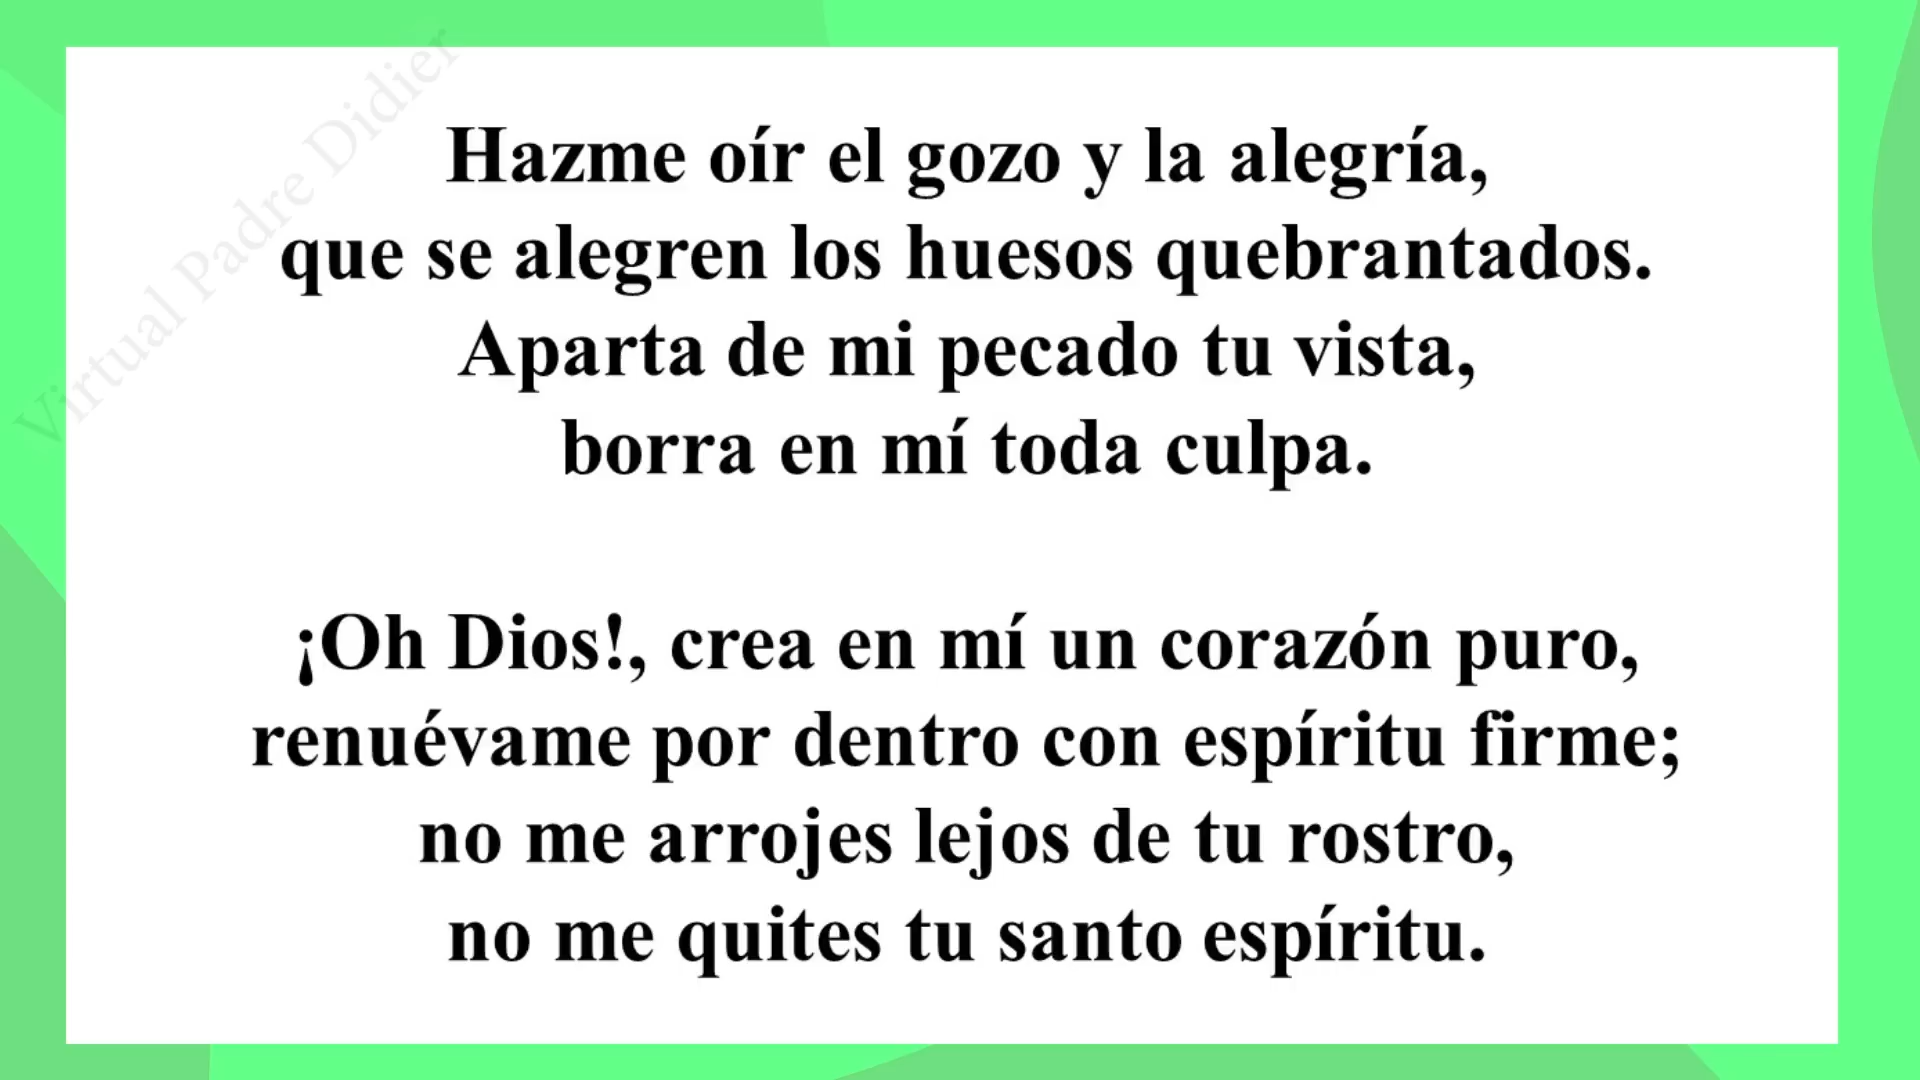 Virtual Padre Didier
Hazme oír el gozo y la alegría,
que se alegren los huesos quebrantados.
Aparta de mi pecado tu vista,
borra en mí toda culpa.
¡Oh Dios!, crea en mí un corazón puro,
renuévame por dentro con espíritu firme;
no me arrojes lejos de tu rostro,
no me quites tu santo espíritu.